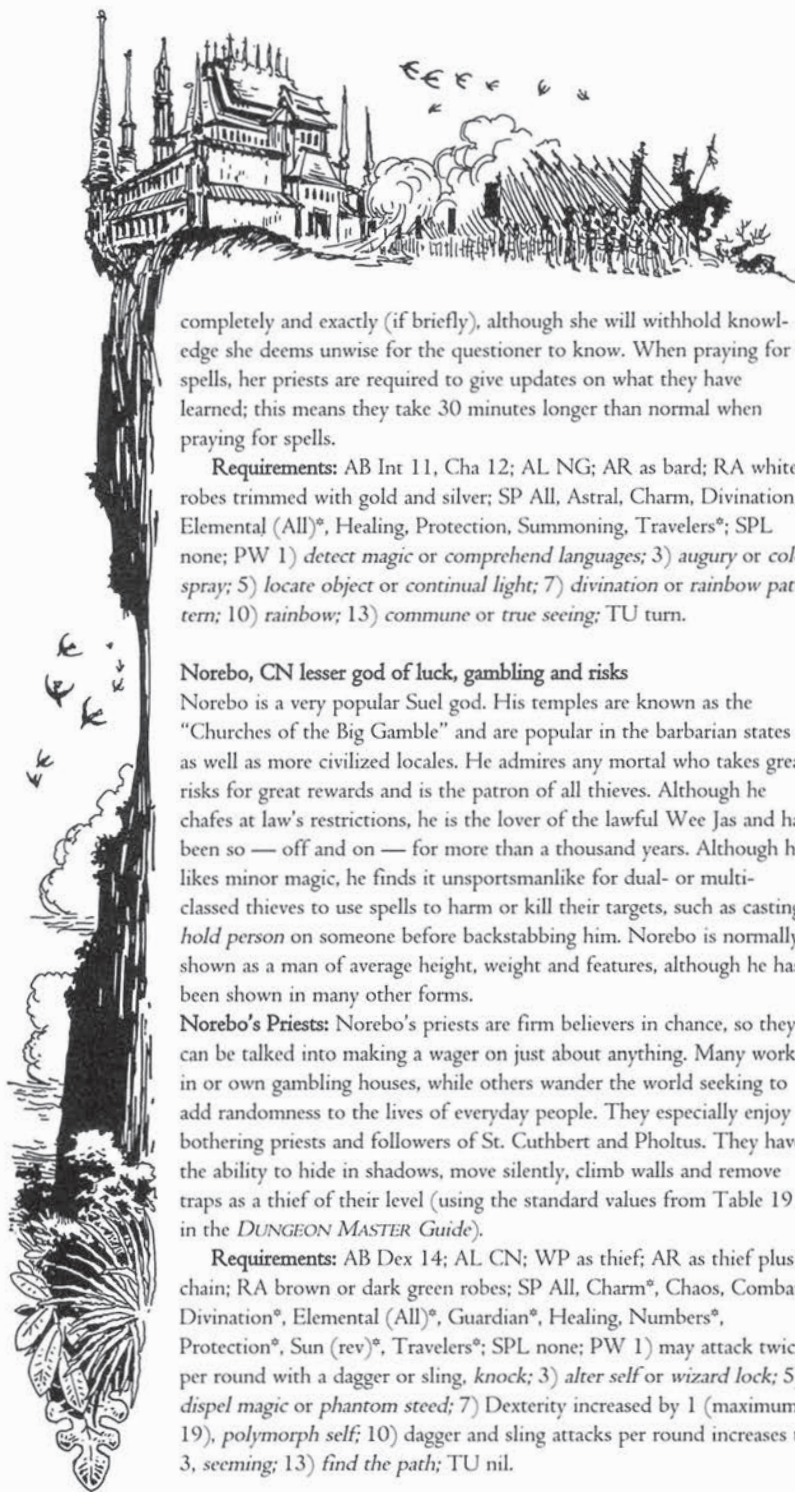 completely and exactly (if briefly), although she will withhold knowl-
edge she deems unwise for the questioner to know. When praying for
spells, her priests are required to give updates on what they have
learned; this means they take 30 minutes longer than normal when
praying for spells.
Requirements: AB Int 11, Cha 12; AL NG; AR as bard; RA white
robes trimmed with gold and silver; SP All, Astral, Charm, Divination,
Elemental (All)*, Healing, Protection, Summoning, Travelers*; SPL
none; PW 1) detect magic or comprehend languages; 3) augury or col
spray; 5) locate object or continual light; 7) divination or rainbow pat
tern; 10) rainbow; 13) commune or true seeing; TU turn.
Norebo, CN lesser god of luck, gambling and risks
Norebo is a very popular Suel god. His temples are known as the
"Churches of the Big Gamble" and are popular in the barbarian states
as well as more civilized locales. He admires any mortal who takes grea
risks for great rewards and is the patron of all thieves. Although he
chafes at law's restrictions, he is the lover of the lawful Wee Jas and ha
been so — off and on — for more than a thousand years. Although h
likes minor magic, he finds it unsportsmanlike for dual- or multi-
classed thieves to use spells to harm or kill their targets, such as casting
hold person on someone before backstabbing him. Norebo is normally
shown as a man of average height, weight and features, although he has
been shown in many other forms.
Norebo's Priests: Norebo's priests are firm believers in chance, so they
can be talked into making a wager on just about anything. Many work
in or own gambling houses, while others wander the world seeking to
add randomness to the lives of everyday people. They especially enjoy
bothering priests and followers of St. Cuthbert and Pholtus. They have
the ability to hide in shadows, move silently, climb walls and remove
traps as a thief of their level (using the standard values from Table 19
in the DUNGEON MASTER Guide).
Requirements: AB Dex 14; AL CN; WP as thief; AR as thief plus
chain; RA brown or dark green robes; SP All, Charm*, Chaos, Comba
Divination*, Elemental (All)*, Guardian*, Healing, Numbers*,
Protection*, Sun (rev)*, Travelers*; SPL none; PW 1) may attack twic
per round with a dagger or sling, knock; 3) alter self or wizard lock; 5)
dispel magic or phantom steed; 7) Dexterity increased by 1 (maximum
19), polymorph self; 10) dagger and sling attacks per round increases t
3, seeming; 13) find the path; TU nil.